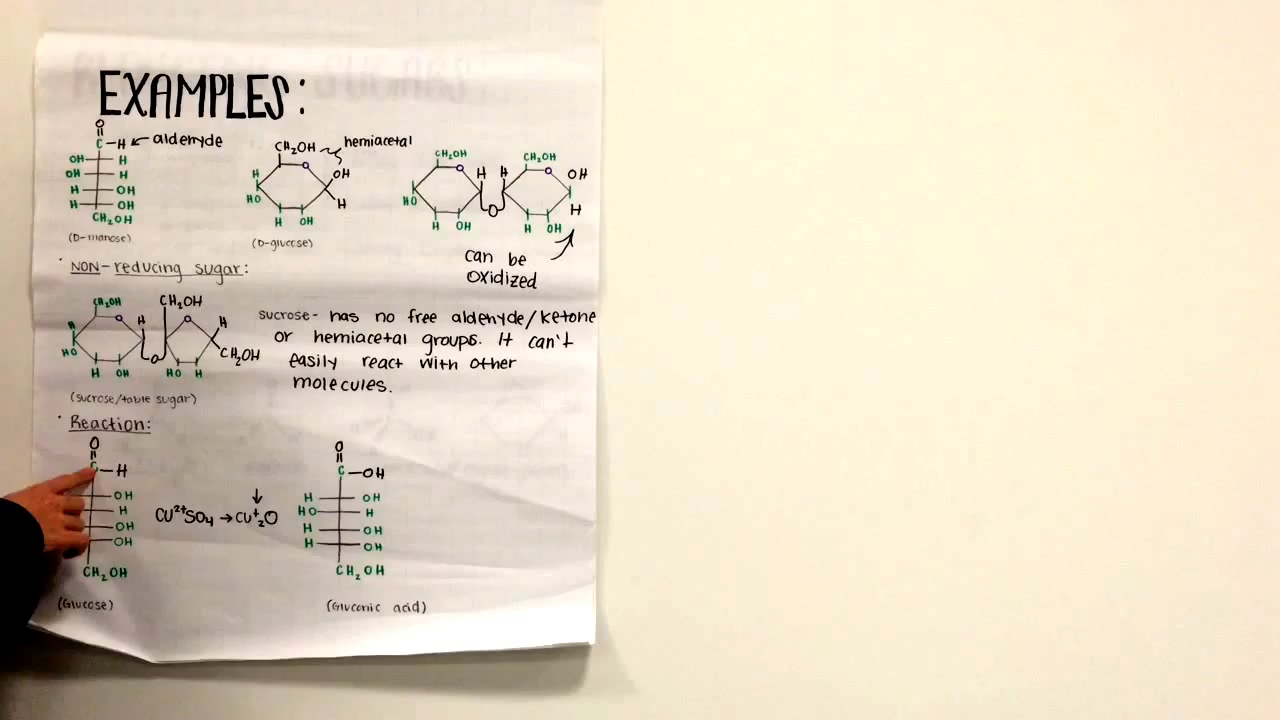 EXAMPLES:
O
C-H ← aldehyde
OH H
OH H
H OH
H OH
CH2OH
(D-manose)
CH2OH hemiacetal
O OH
H
HO H
H OH
(D-glucose)
CH2OH CH2OH
O H H O OH
HO O H
H OH H OH
can be
oxidized
· NON-reducing sugar:
CH2OH CH2OH
O H O H
H
HO O CH2OH
H OH HO H
(sucrose/table sugar)
sucrose- has no free aldehyde/ketone
or hemiacetal groups. It can't
easily react with other
molecules.
· Reaction:
O
C-H
OH
H
OH
OH
CH2OH
(Glucose)
↓
Cu2+SO4 → Cu+2O
O
C-OH
H OH
HO H
H OH
H OH
CH2OH
(Gluconic acid)